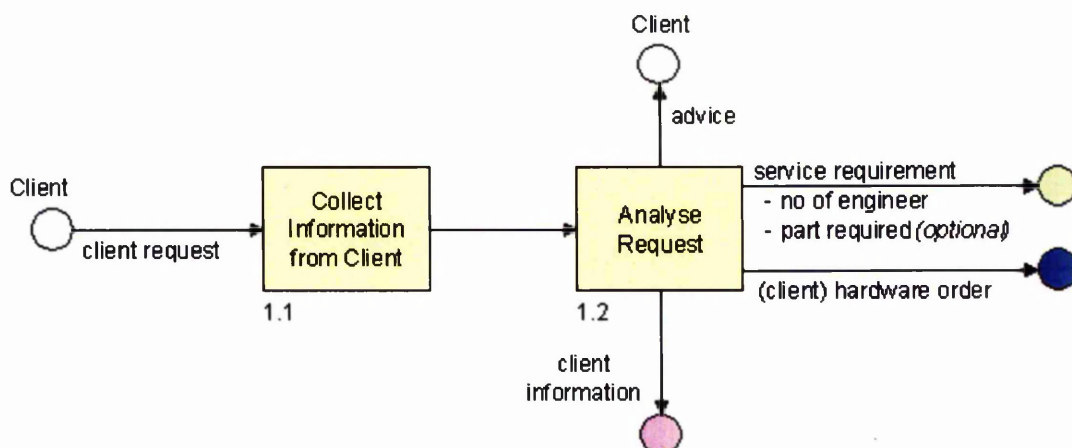 Client
advice
Client
client request
Collect
Information
from Client
1.1
Analyse
Request
1.2
service requirement
- no of engineer
- part required (optional)
(client) hardware order
client
information